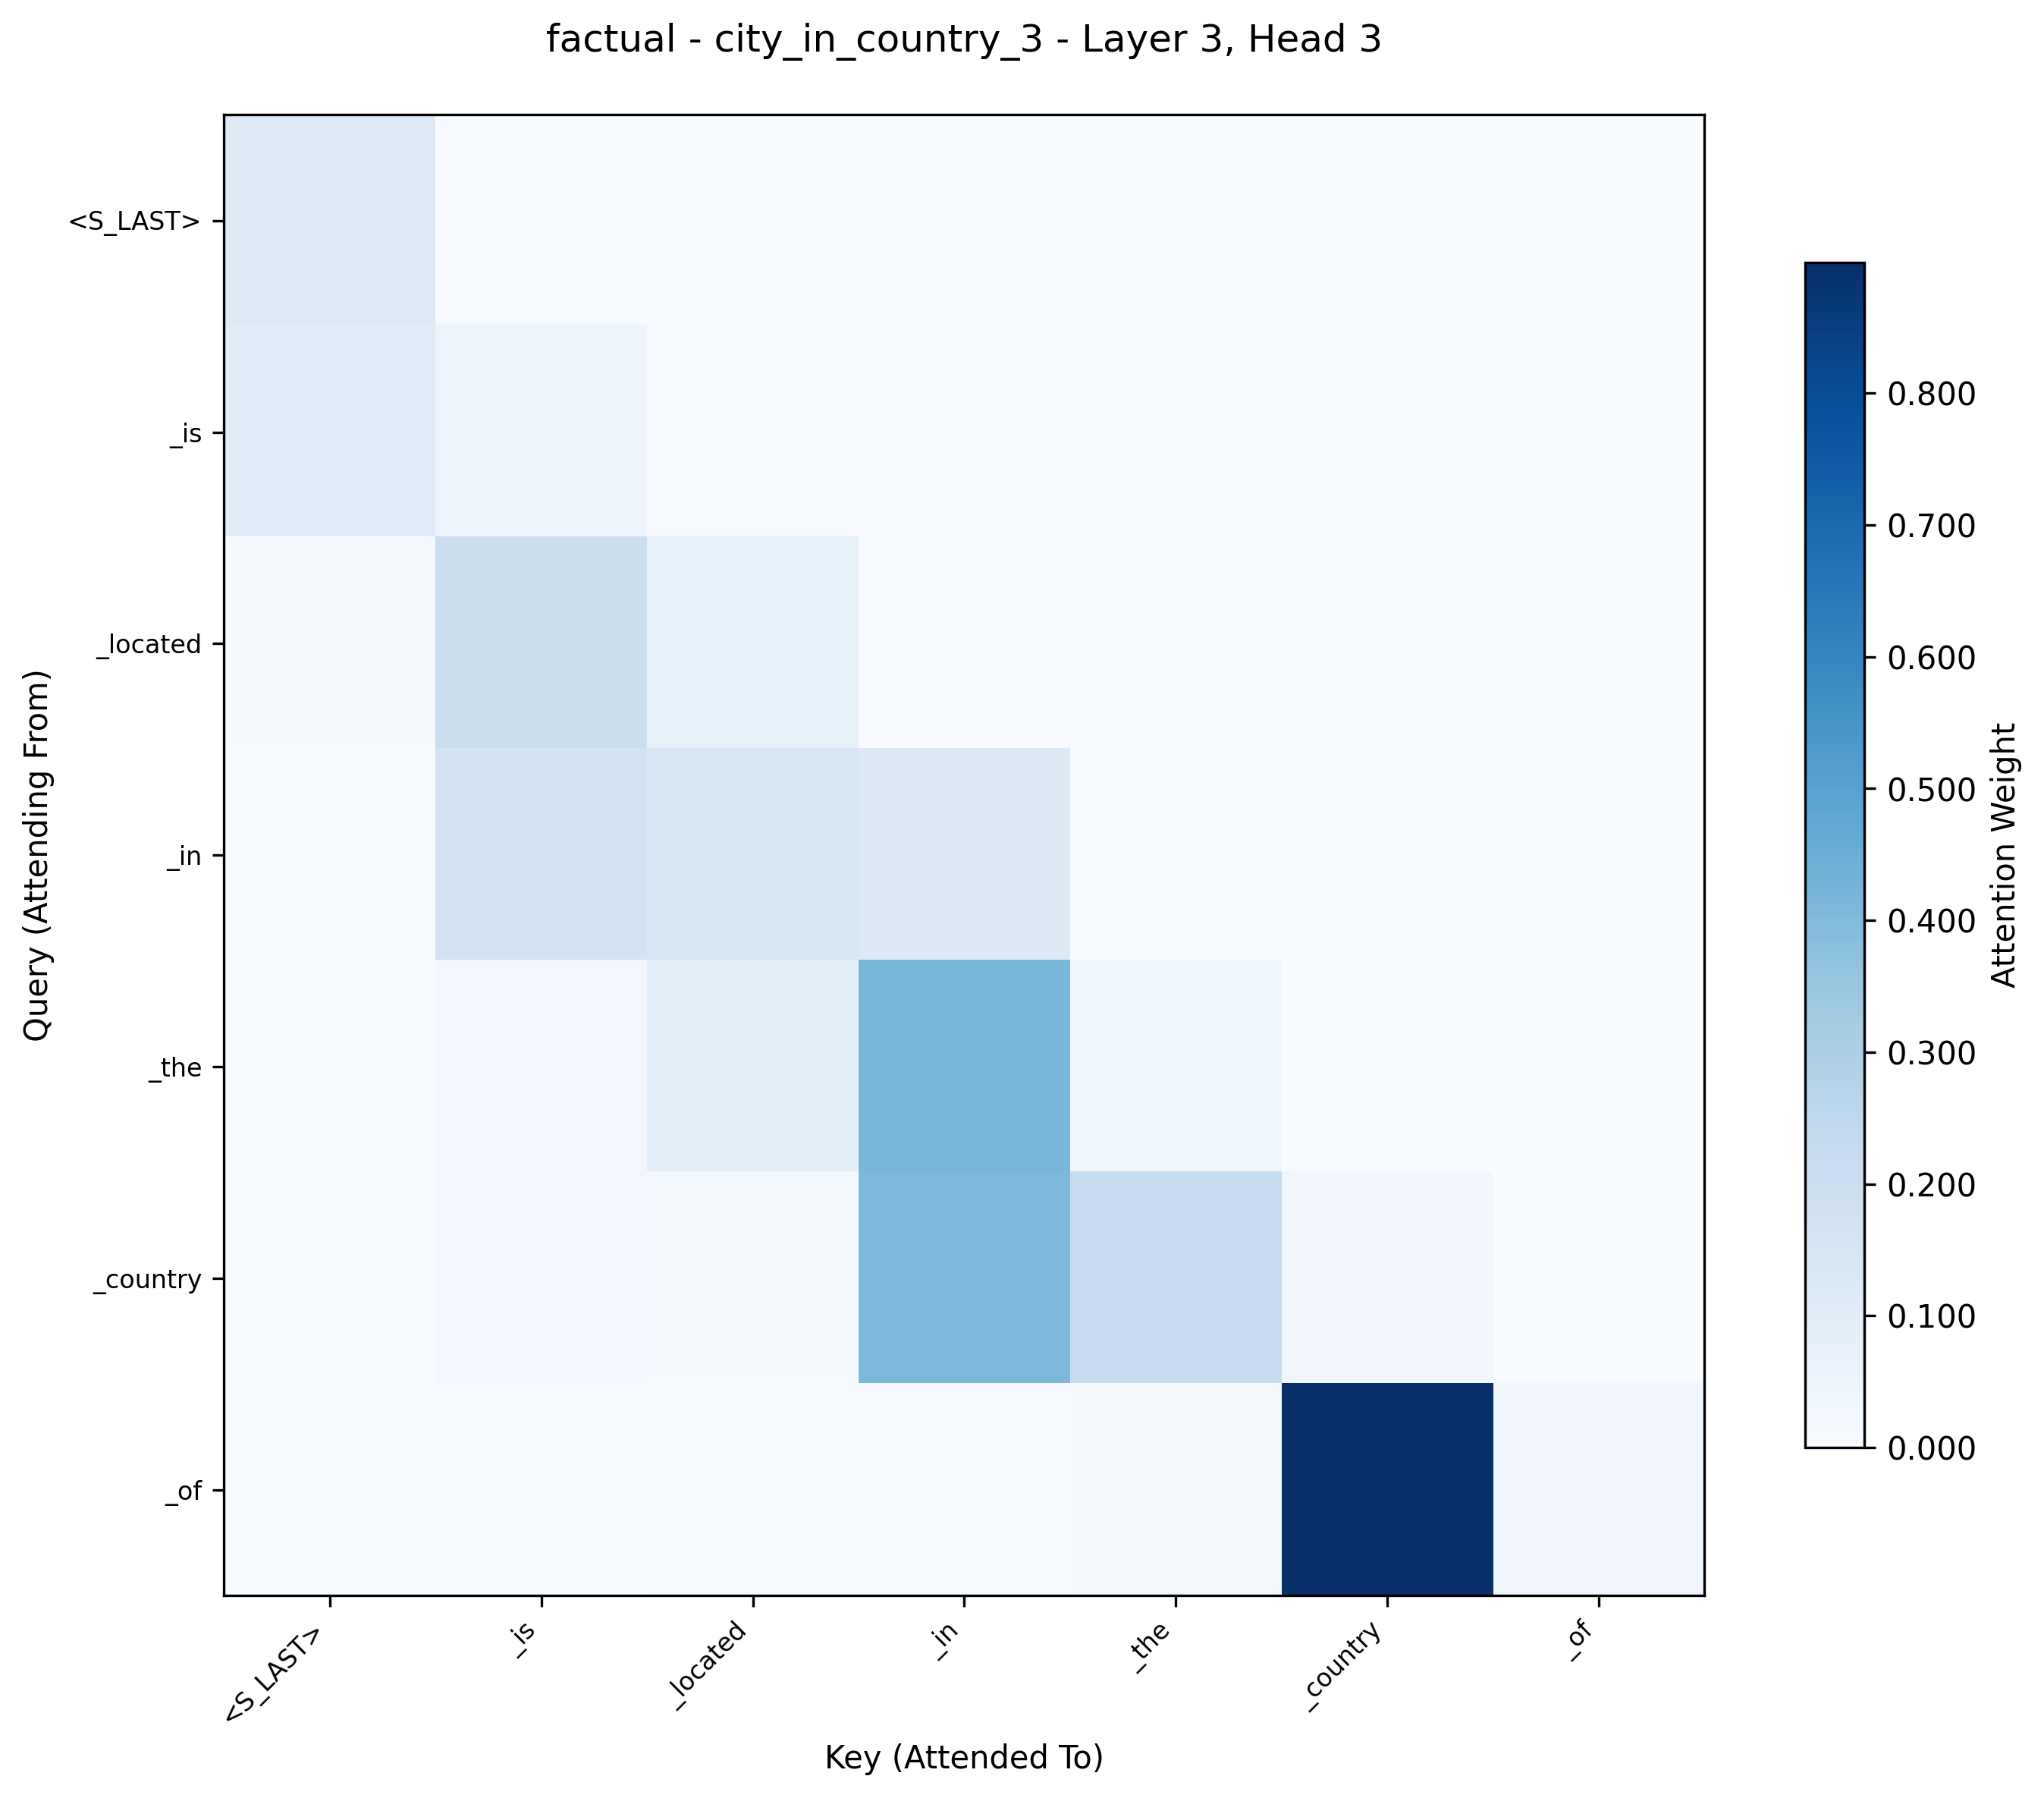 factual - city_in_country_3 - Layer 3, Head 3
Query (Attending From)
<S_LAST>
_is
_located
_in
_the
_country
_of
<S_LAST>
_is
_located
_in
_the
_country
_of
Key (Attended To)
0.800
0.700
0.600
0.500
0.400
0.300
0.200
0.100
0.000
Attention Weight